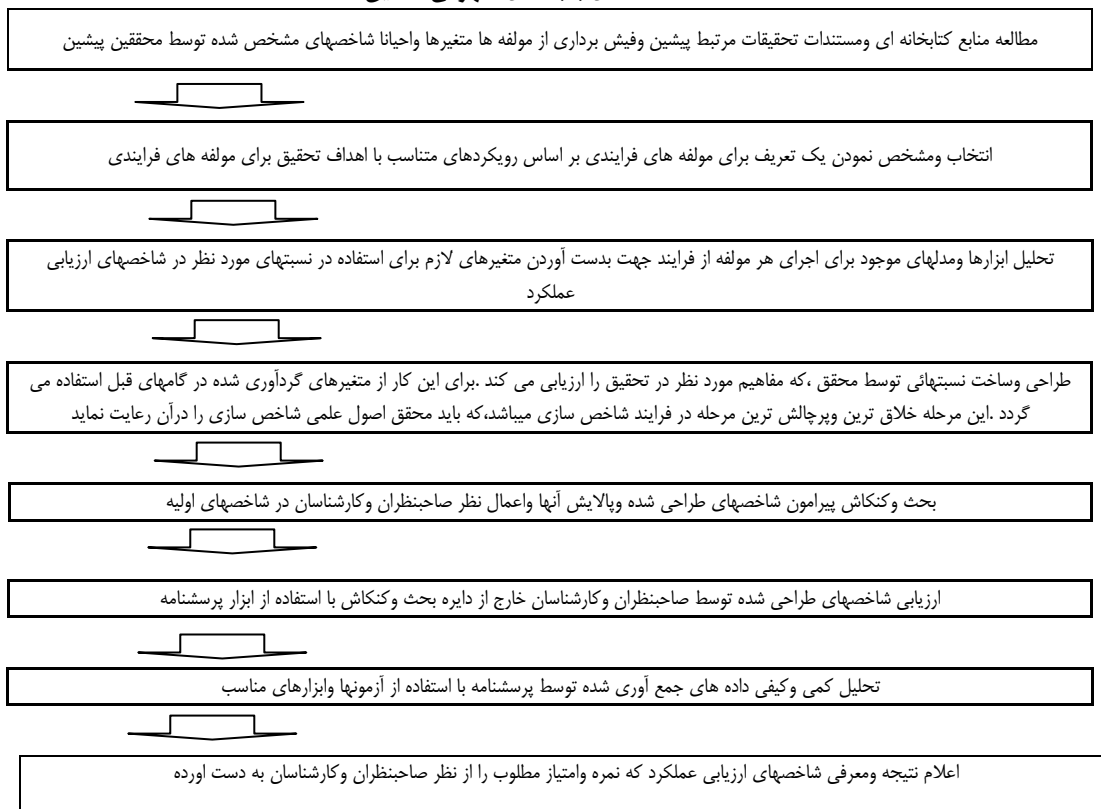 مطالعه منابع کتابخانه ای ومستندات تحقیقات مرتبط پیشین وفیش برداری از مولفه ها متغیرها واحیانا شاخصهای مشخص شده توسط محققین پیشین
انتخاب ومشخص نمودن یک تعریف برای مولفه های فرایندی بر اساس رویکردهای متناسب با اهداف تحقیق برای مولفه های فرایندی
تحلیل ابزارها ومدلهای موجود برای اجرای هر مولفه از فرایند جهت بدست آوردن متغیرهای لازم برای استفاده در نسبتهای مورد نظر در شاخصهای ارزیابی
عملکرد
طراحی وساخت نسبتهائی توسط محقق ،که مفاهیم مورد نظر در تحقیق را ارزیابی می کند .برای این کار از متغیرهای گردآوری شده در گامهای قبل استفاده می
گردد .این مرحله خلاق ترین وپرچالش ترین مرحله در فرایند شاخص سازی میباشد،که باید محقق اصول علمی شاخص سازی را درآن رعایت نماید
بحث وکنکاش پیرامون شاخصهای طراحی شده وپالایش آنها واعمال نظر صاحبنظران وکارشناسان در شاخصهای اولیه
ارزیابی شاخصهای طراحی شده توسط صاحبنظران وکارشناسان خارج از دایره بحث وکنکاش با استفاده از ابزار پرسشنامه
تحلیل کمی وکیفی داده های جمع آوری شده توسط پرسشنامه با استفاده از آزمونها وابزارهای مناسب
اعلام نتیجه ومعرفی شاخصهای ارزیابی عملکرد که نمره وامتیاز مطلوب را از نظر صاحبنظران وکارشناسان به دست اورده